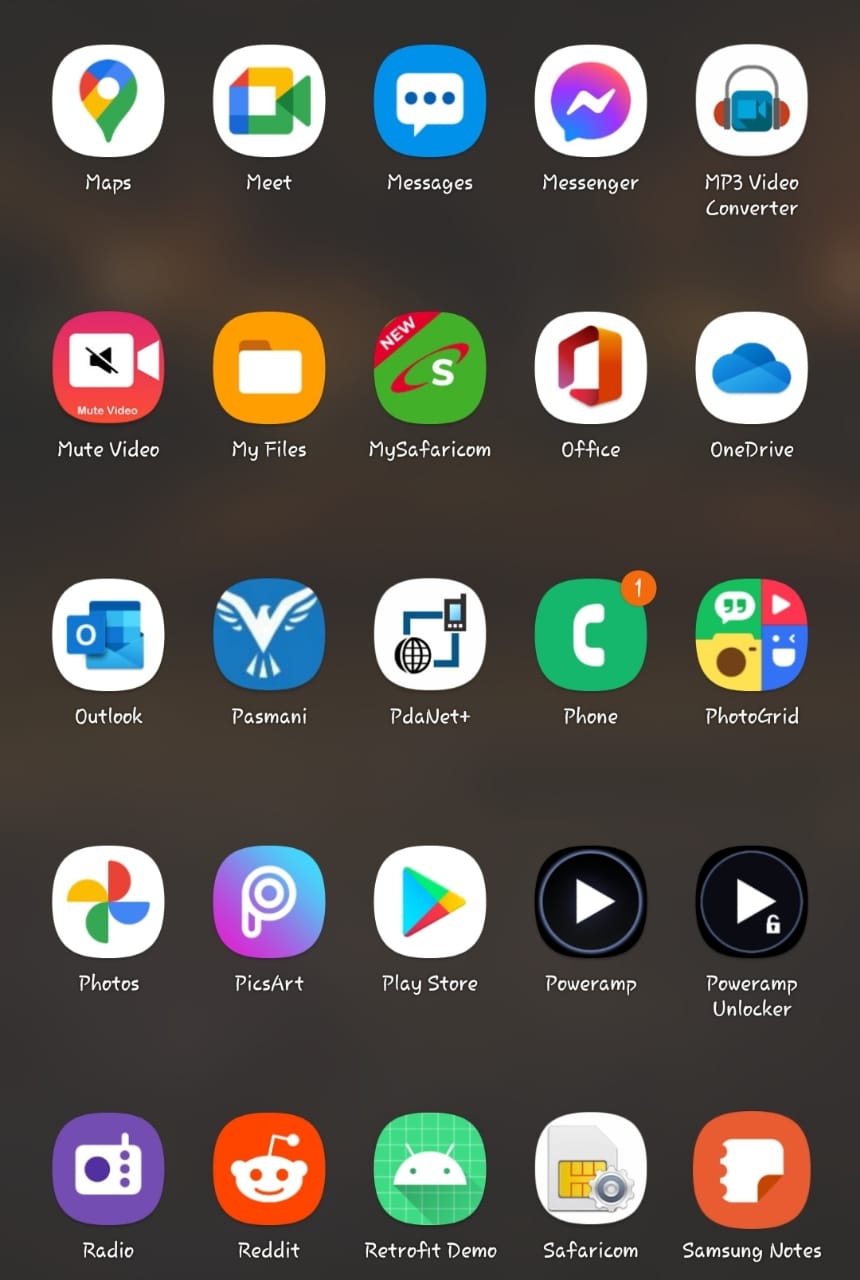 Maps
Meet
Messages
Messenger
MP3 Video
Converter
Mute Video
Mute Video
My Files
NEW
S
MySafaricom
Office
OneDrive
O
Outlook
Pasmani
PdaNet+
1
Phone
PhotoGrid
Photos
PicsArt
Play Store
Poweramp
Poweramp
Unlocker
Radio
Reddit
Retrofit Demo
Safaricom
Samsung Notes